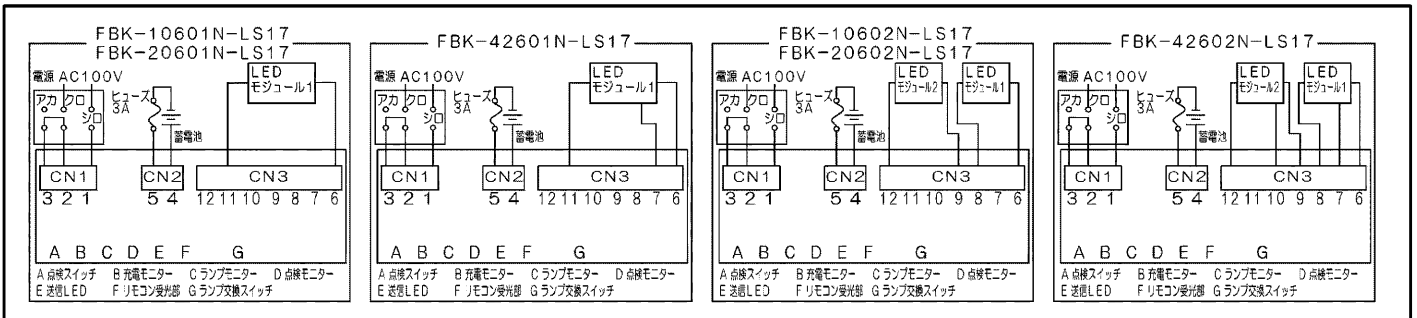 FBK-10601N-LS17
FBK-20601N-LS17
電源 AC100V
LED
モジュール1
アカ クロ
シロ
ヒューズ
3A
蓄電池
CN1
CN2
CN3
3 2 1
5 4
12 11 10 9 8 7 6
A B C D E F G
A 点検スイッチ B 充電モニター C ランプモニター D 点検モニター
E 送信LED F リモコン受光部 G ランプ交換スイッチ
FBK-42601N-LS17
電源 AC100V
LED
モジュール1
アカ クロ
シロ
ヒューズ
3A
蓄電池
CN1
CN2
CN3
3 2 1
5 4
12 11 10 9 8 7 6
A B C D E F G
A 点検スイッチ B 充電モニター C ランプモニター D 点検モニター
E 送信LED F リモコン受光部 G ランプ交換スイッチ
FBK-10602N-LS17
FBK-20602N-LS17
電源 AC100V
LED
モジュール2
LED
モジュール1
アカ クロ
シロ
ヒューズ
3A
蓄電池
CN1
CN2
CN3
3 2 1
5 4
12 11 10 9 8 7 6
A B C D E F G
A 点検スイッチ B 充電モニター C ランプモニター D 点検モニター
E 送信LED F リモコン受光部 G ランプ交換スイッチ
FBK-42602N-LS17
電源 AC100V
LED
モジュール2
LED
モジュール1
アカ クロ
シロ
ヒューズ
3A
蓄電池
CN1
CN2
CN3
3 2 1
5 4
12 11 10 9 8 7 6
A B C D E F G
A 点検スイッチ B 充電モニター C ランプモニター D 点検モニター
E 送信LED F リモコン受光部 G ランプ交換スイッチ